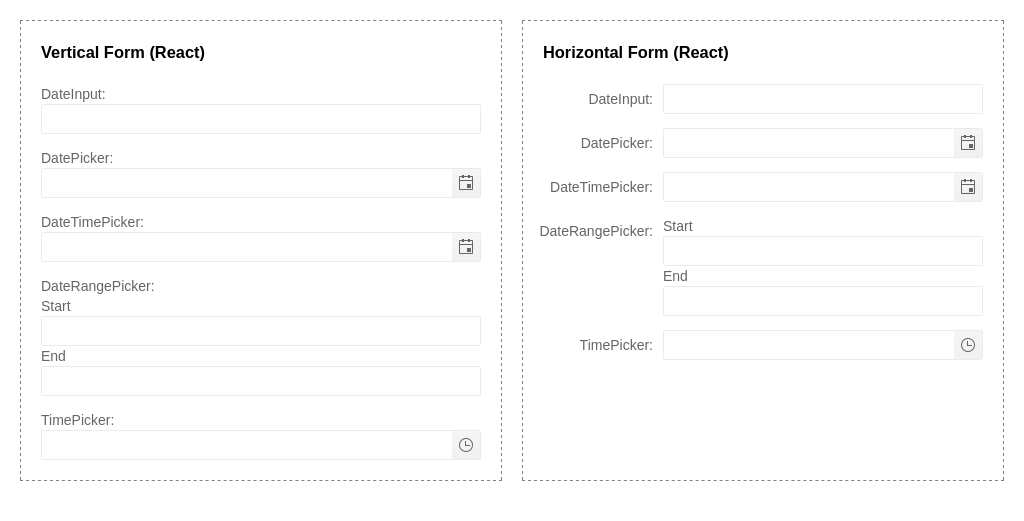 Vertical Form (React)
DateInput:
DatePicker:
DateTimePicker:
DateRangePicker:
Start
End
TimePicker:
Horizontal Form (React)
DateInput:
DatePicker:
DateTimePicker:
DateRangePicker: Start
End
TimePicker: